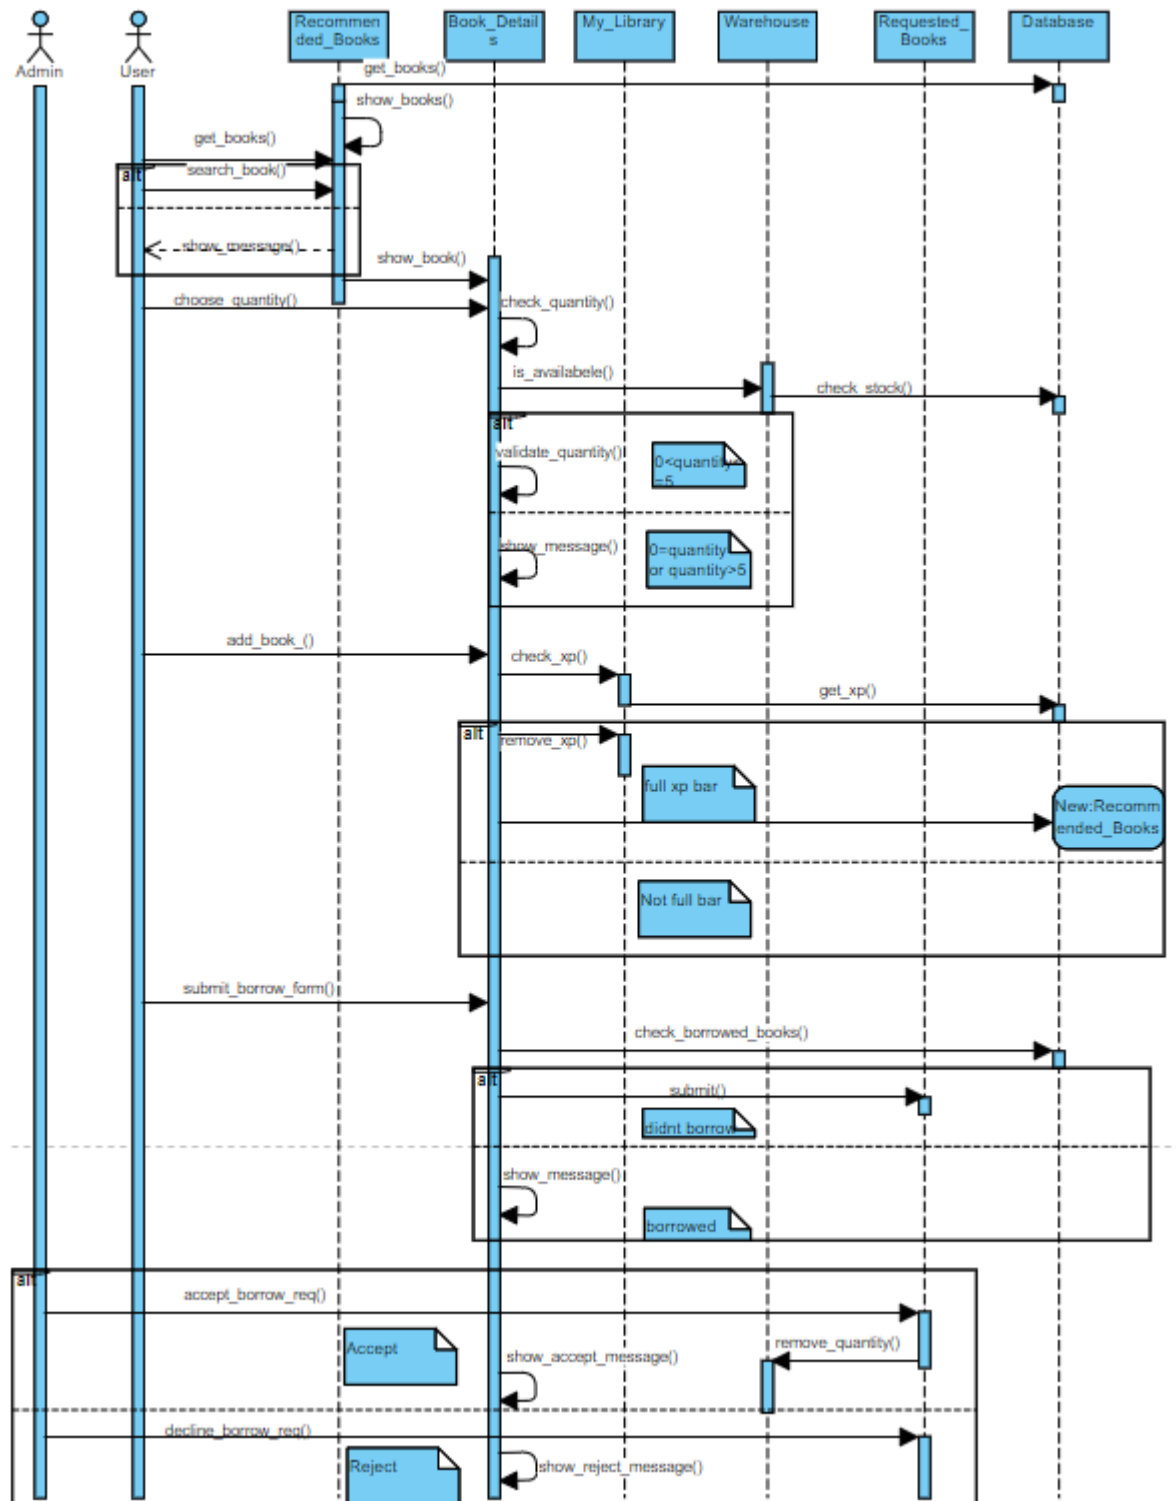 Admin
User
Recommen
ded_Books
Book_Detail
s
My_Library
Warehouse
Requested_
Books
Database
get_books()
show_books()
get_books()
alt
search_book()
show_message()
show_book()
choose_quantity()
check_quantity()
is_availabele()
check_stock()
alt
validate_quantity()
0<quantity<
=5
show_message()
0=quantity
or quantity>5
add_book_()
check_xp()
get_xp()
alt
remove_xp()
full xp bar
New:Recomm
ended_Books
Not full bar
submit_borrow_form()
check_borrowed_books()
alt
submit()
didnt borrow
show_message()
borrowed
alt
accept_borrow_req()
Accept
remove_quantity()
show_accept_message()
decline_borrow_req()
Reject
show_reject_message()